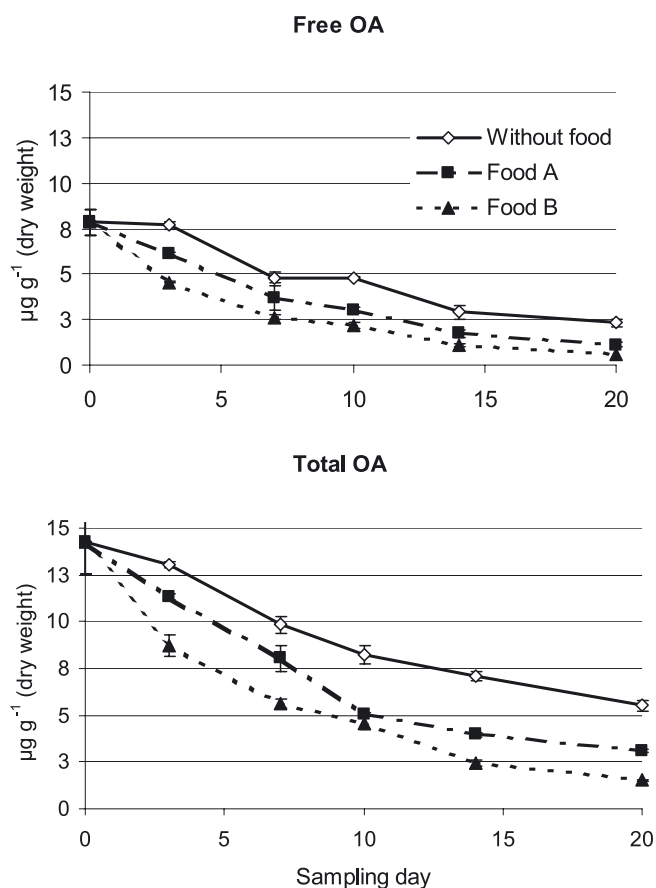 Free OA
15
13
10
8
5
3
0
µg g-1 (dry weight)
Without food
Food A
Food B
0 5 10 15 20
Total OA
15
13
10
8
5
3
0
µg g-1 (dry weight)
0 5 10 15 20
Sampling day